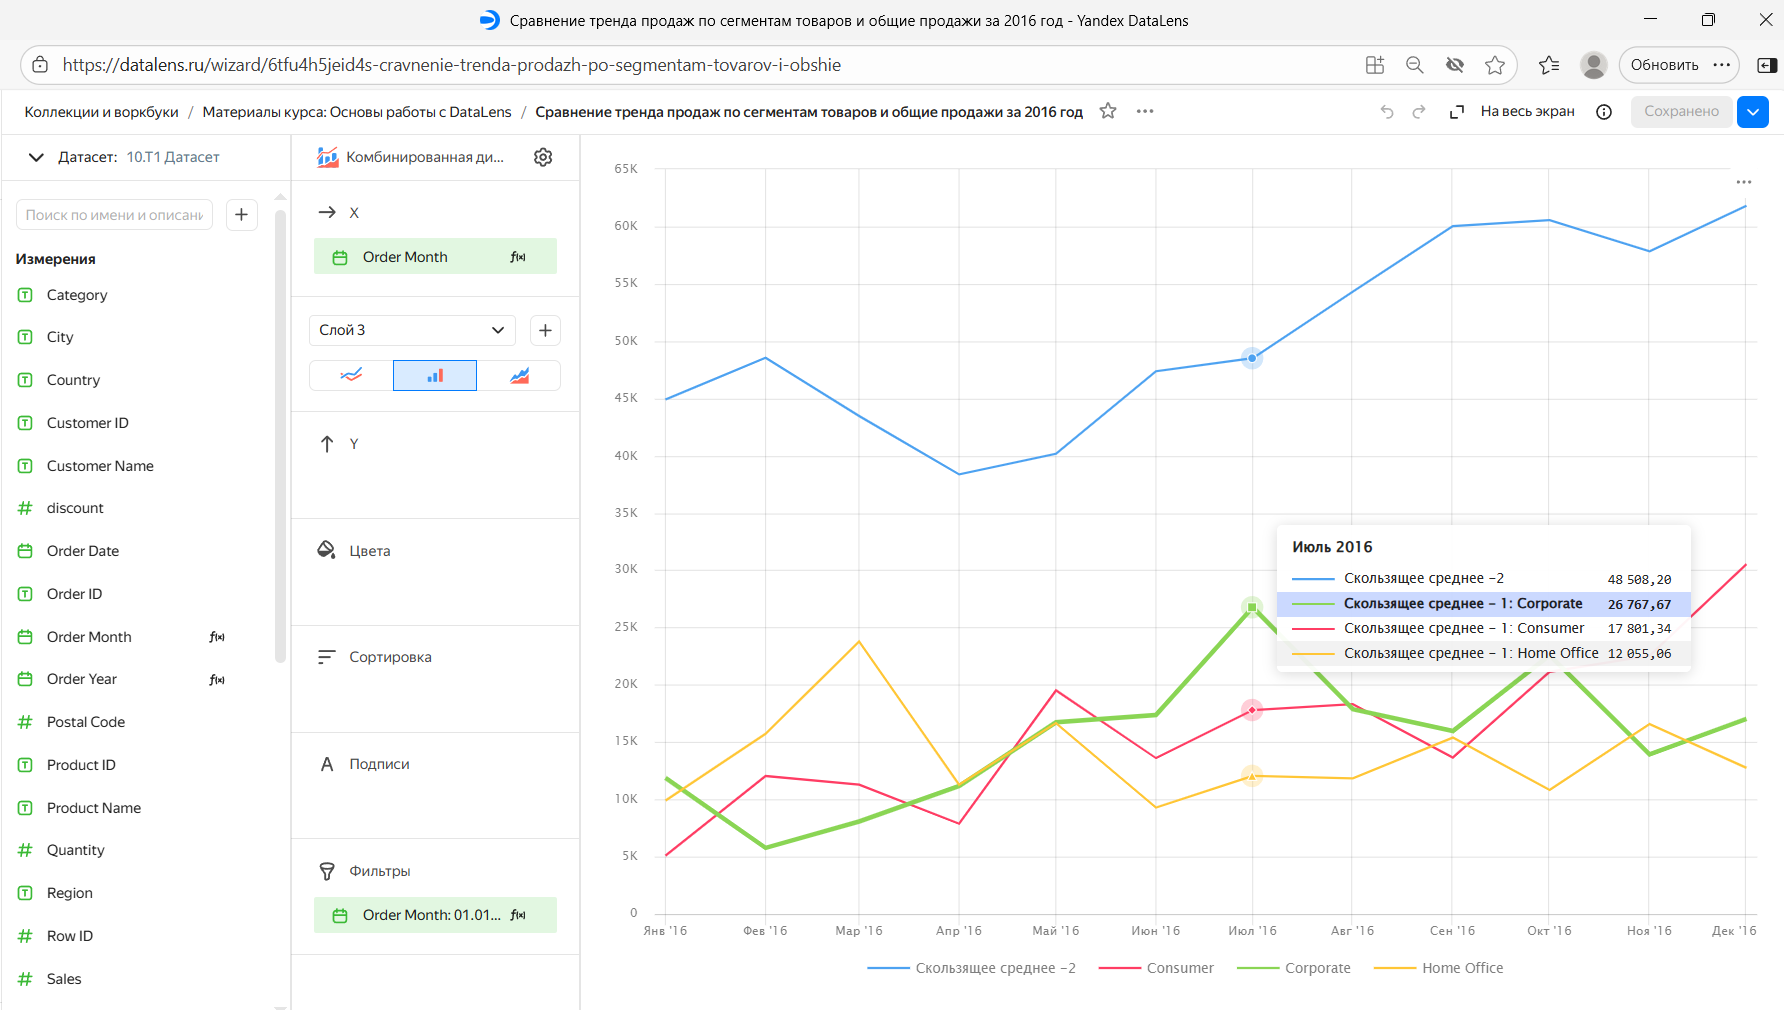 Сравнение тренда продаж по сегментам товаров и общие продажи за 2016 год - Yandex DataLens
https://datalens.ru/wizard/6tfu4h5jeid4s-cravnenie-trenda-prodazh-po-segmentam-tovarov-i-obshie
Обновить
Коллекции и воркбуки / Материалы курса: Основы работы с DataLens / Сравнение тренда продаж по сегментам товаров и общие продажи за 2016 год
На весь экран
Сохранено
Датасет: 10.T1 Датасет
Поиск по имени и описани
Измерения
Category
City
Country
Customer ID
Customer Name
discount
Order Date
Order ID
Order Month
Order Year
Postal Code
Product ID
Product Name
Quantity
Region
Row ID
Sales
Комбинированная ди...
X
Order Month
Слой 3
Y
Цвета
Сортировка
Подписи
Фильтры
Order Month: 01.01...
65K
60K
55K
50K
45K
40K
35K
30K
25K
20K
15K
10K
5K
0
Июль 2016
Скользящее среднее -2 48 508,20
Скользящее среднее - 1: Corporate 26 767,67
Скользящее среднее - 1: Consumer 17 801,34
Скользящее среднее - 1: Home Office 12 055,06
Янв '16 Фев '16 Мар '16 Апр '16 Май '16 Июн '16 Июл '16 Авг '16 Сен '16 Окт '16 Ноя '16 Дек '16
Скользящее среднее -2 Consumer Corporate Home Office